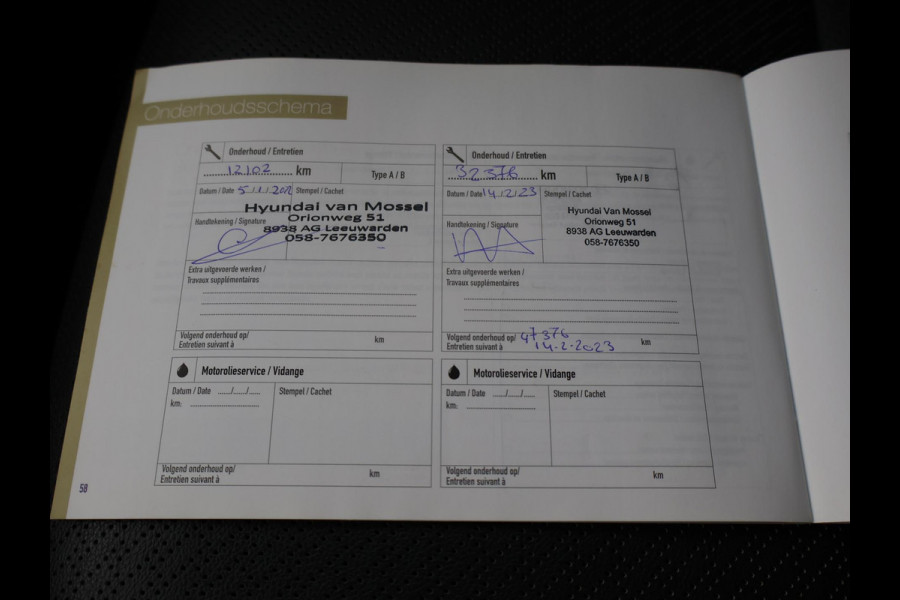 Onderhoudsschema
Onderhoud / Entretien
12102 km
Type A / B
Datum / Date
Stempel / Cachet
Hyundai van Mossel
Orionweg 51
8938 AG Leeuwarden
058-7676350
Handtekening / Signature
Extra uitgevoerde werken /
Travaux supplémentaires
Volgend onderhoud op/
Entretien suivant à
km
Onderhoud / Entretien
32376 km
Type A / B
Datum / Date 14.2.23
Stempel / Cachet
Hyundai Van Mossel
Orionweg 51
8938 AG Leeuwarden
058-7676350
Handtekening / Signature
Extra uitgevoerde werken /
Travaux supplémentaires
Volgend onderhoud op/ 47376
Entretien suivant à 14-2-2023
km
Motorolieservice / Vidange
Datum / Date ...../...../.....
km:
Stempel / Cachet
Volgend onderhoud op/
Entretien suivant à
km
Motorolieservice / Vidange
Datum / Date ...../...../.....
km:
Stempel / Cachet
Volgend onderhoud op/
Entretien suivant à
km
58